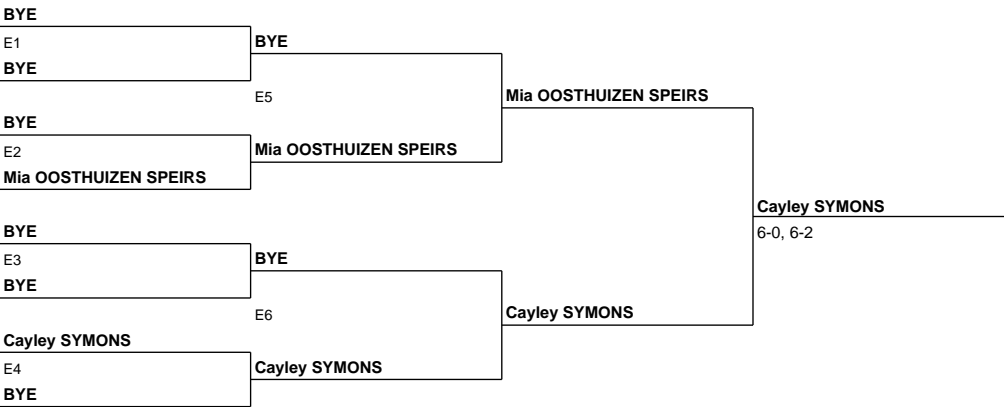 BYE
E1
BYE
BYE
E5
Mia OOSTHUIZEN SPEIRS
BYE
E2
Mia OOSTHUIZEN SPEIRS
Mia OOSTHUIZEN SPEIRS
Cayley SYMONS
6-0, 6-2
BYE
E3
BYE
BYE
E6
Cayley SYMONS
Cayley SYMONS
E4
Cayley SYMONS
BYE